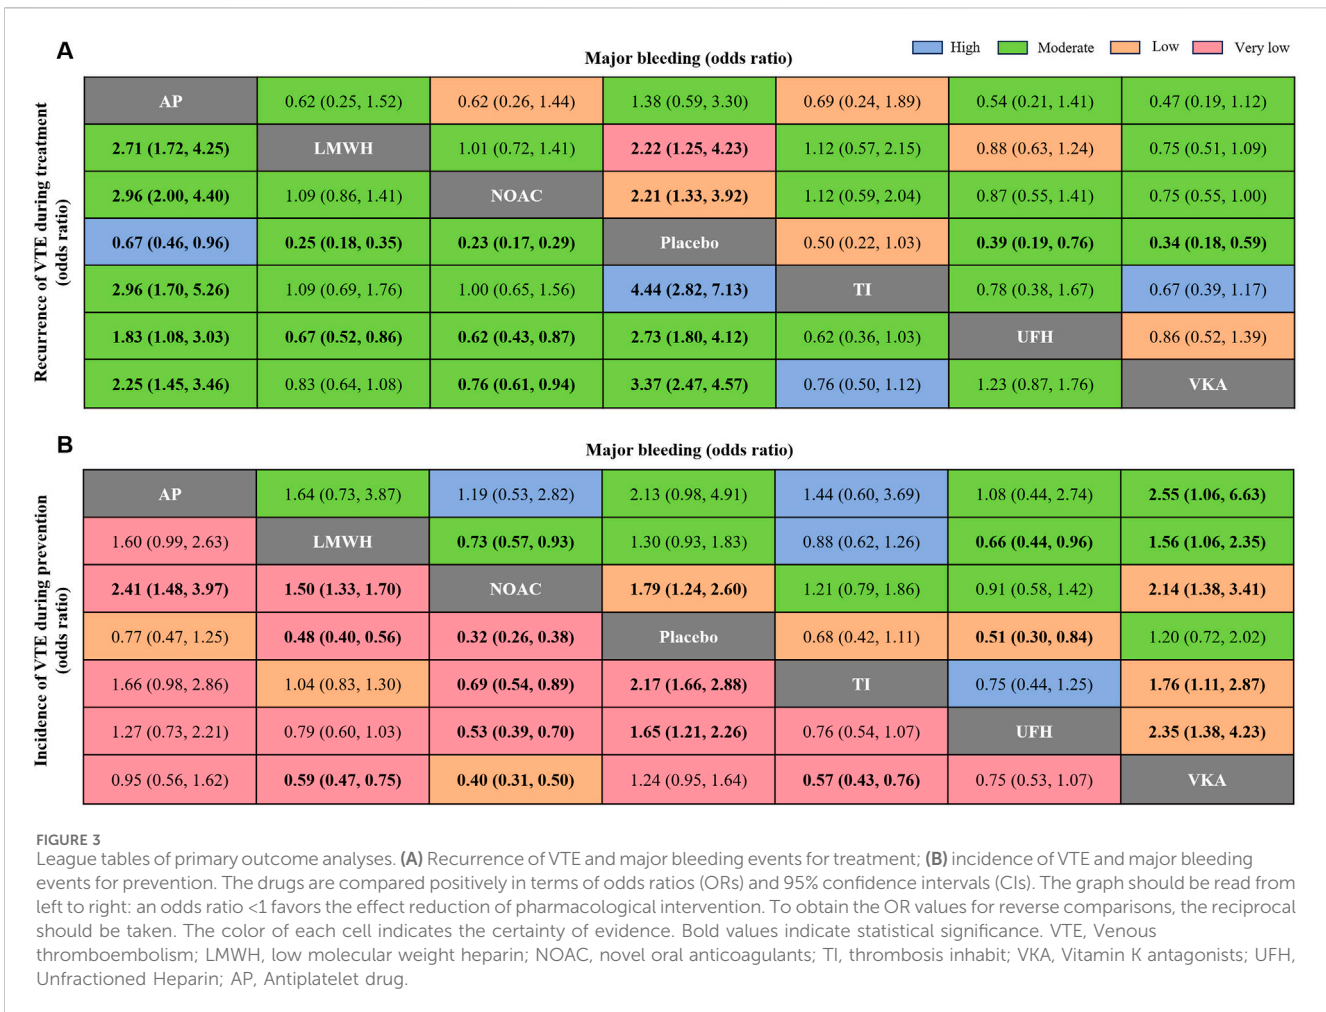 A
High Moderate Low Very low
Major bleeding (odds ratio)
Recurrence of VTE during treatment
(odds ratio)
AP 0.62 (0.25, 1.52) 0.62 (0.26, 1.44) 1.38 (0.59, 3.30) 0.69 (0.24, 1.89) 0.54 (0.21, 1.41) 0.47 (0.19, 1.12)
2.71 (1.72, 4.25) LMWH 1.01 (0.72, 1.41) 2.22 (1.25, 4.23) 1.12 (0.57, 2.15) 0.88 (0.63, 1.24) 0.75 (0.51, 1.09)
2.96 (2.00, 4.40) 1.09 (0.86, 1.41) NOAC 2.21 (1.33, 3.92) 1.12 (0.59, 2.04) 0.87 (0.55, 1.41) 0.75 (0.55, 1.00)
0.67 (0.46, 0.96) 0.25 (0.18, 0.35) 0.23 (0.17, 0.29) Placebo 0.50 (0.22, 1.03) 0.39 (0.19, 0.76) 0.34 (0.18, 0.59)
2.96 (1.70, 5.26) 1.09 (0.69, 1.76) 1.00 (0.65, 1.56) 4.44 (2.82, 7.13) TI 0.78 (0.38, 1.67) 0.67 (0.39, 1.17)
1.83 (1.08, 3.03) 0.67 (0.52, 0.86) 0.62 (0.43, 0.87) 2.73 (1.80, 4.12) 0.62 (0.36, 1.03) UFH 0.86 (0.52, 1.39)
2.25 (1.45, 3.46) 0.83 (0.64, 1.08) 0.76 (0.61, 0.94) 3.37 (2.47, 4.57) 0.76 (0.50, 1.12) 1.23 (0.87, 1.76) VKA
B
Major bleeding (odds ratio)
Incidence of VTE during prevention
(odds ratio)
AP 1.64 (0.73, 3.87) 1.19 (0.53, 2.82) 2.13 (0.98, 4.91) 1.44 (0.60, 3.69) 1.08 (0.44, 2.74) 2.55 (1.06, 6.63)
1.60 (0.99, 2.63) LMWH 0.73 (0.57, 0.93) 1.30 (0.93, 1.83) 0.88 (0.62, 1.26) 0.66 (0.44, 0.96) 1.56 (1.06, 2.35)
2.41 (1.48, 3.97) 1.50 (1.33, 1.70) NOAC 1.79 (1.24, 2.60) 1.21 (0.79, 1.86) 0.91 (0.58, 1.42) 2.14 (1.38, 3.41)
0.77 (0.47, 1.25) 0.48 (0.40, 0.56) 0.32 (0.26, 0.38) Placebo 0.68 (0.42, 1.11) 0.51 (0.30, 0.84) 1.20 (0.72, 2.02)
1.66 (0.98, 2.86) 1.04 (0.83, 1.30) 0.69 (0.54, 0.89) 2.17 (1.66, 2.88) TI 0.75 (0.44, 1.25) 1.76 (1.11, 2.87)
1.27 (0.73, 2.21) 0.79 (0.60, 1.03) 0.53 (0.39, 0.70) 1.65 (1.21, 2.26) 0.76 (0.54, 1.07) UFH 2.35 (1.38, 4.23)
0.95 (0.56, 1.62) 0.59 (0.47, 0.75) 0.40 (0.31, 0.50) 1.24 (0.95, 1.64) 0.57 (0.43, 0.76) 0.75 (0.53, 1.07) VKA
FIGURE 3
League tables of primary outcome analyses. (A) Recurrence of VTE and major bleeding events for treatment; (B) incidence of VTE and major bleeding
events for prevention. The drugs are compared positively in terms of odds ratios (ORs) and 95% confidence intervals (CIs). The graph should be read from
left to right: an odds ratio <1 favors the effect reduction of pharmacological intervention. To obtain the OR values for reverse comparisons, the reciprocal
should be taken. The color of each cell indicates the certainty of evidence. Bold values indicate statistical significance. VTE, Venous
thromboembolism; LMWH, low molecular weight heparin; NOAC, novel oral anticoagulants; TI, thrombosis inhabit; VKA, Vitamin K antagonists; UFH,
Unfractioned Heparin; AP, Antiplatelet drug.